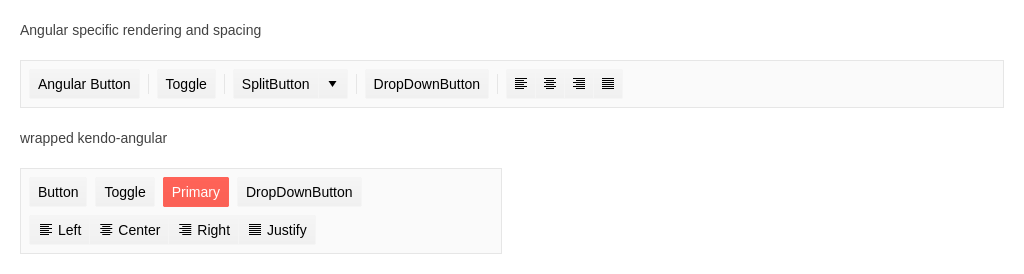 Angular specific rendering and spacing
Angular Button Toggle SplitButton DropDownButton
wrapped kendo-angular
Button Toggle Primary DropDownButton
Left Center Right Justify